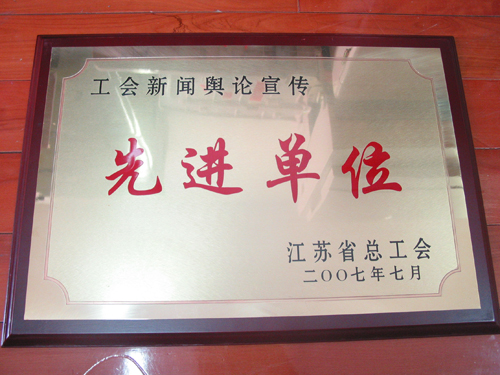 工会新闻舆论宣传
先进单位
江苏省总工会
二〇〇七年七月